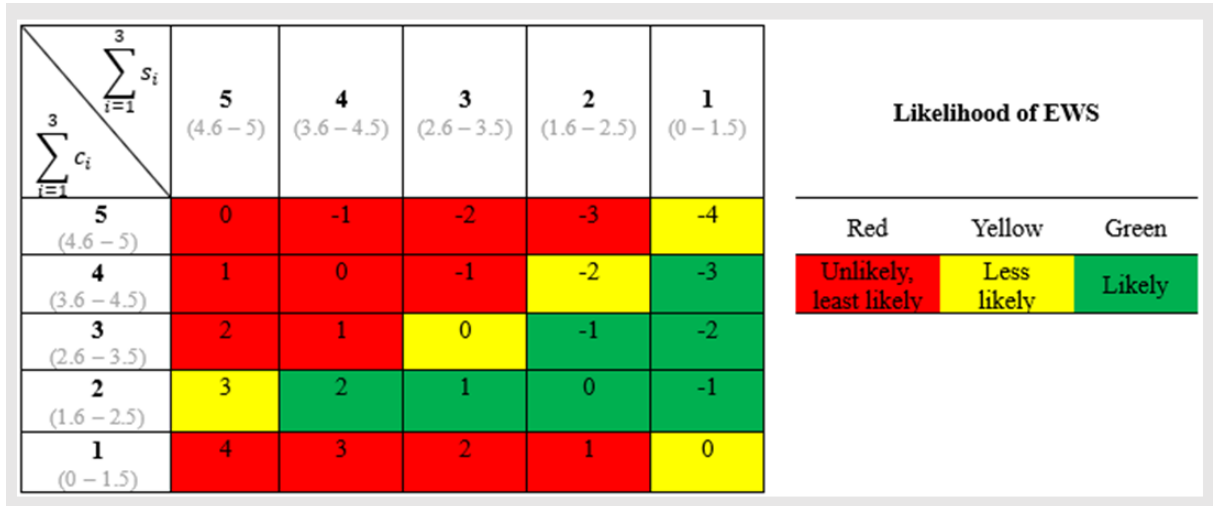 3
∑ sᵢ
i=1
3
∑ cᵢ
i=1
5 4 3 2 1
(4.6 – 5) (3.6 – 4.5) (2.6 – 3.5) (1.6 – 2.5) (0 – 1.5)
5 0 -1 -2 -3 -4
(4.6 – 5)
4 1 0 -1 -2 -3
(3.6 – 4.5)
3 2 1 0 -1 -2
(2.6 – 3.5)
2 3 2 1 0 -1
(1.6 – 2.5)
1 4 3 2 1 0
(0 – 1.5)
Likelihood of EWS
Red Yellow Green
Unlikely, Less Likely
least likely likely